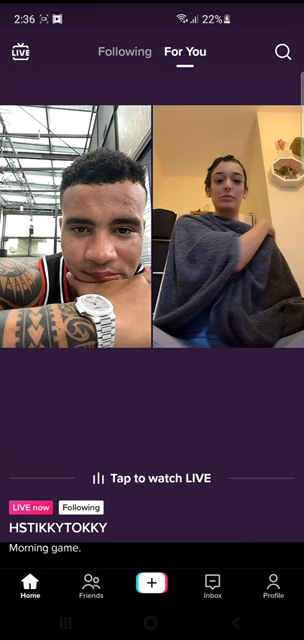 2:36 22%
LIVE Following For You
Tap to watch LIVE
LIVE now Following
HSTIKKYTOKKY
Morning game.
Home Friends Inbox Profile